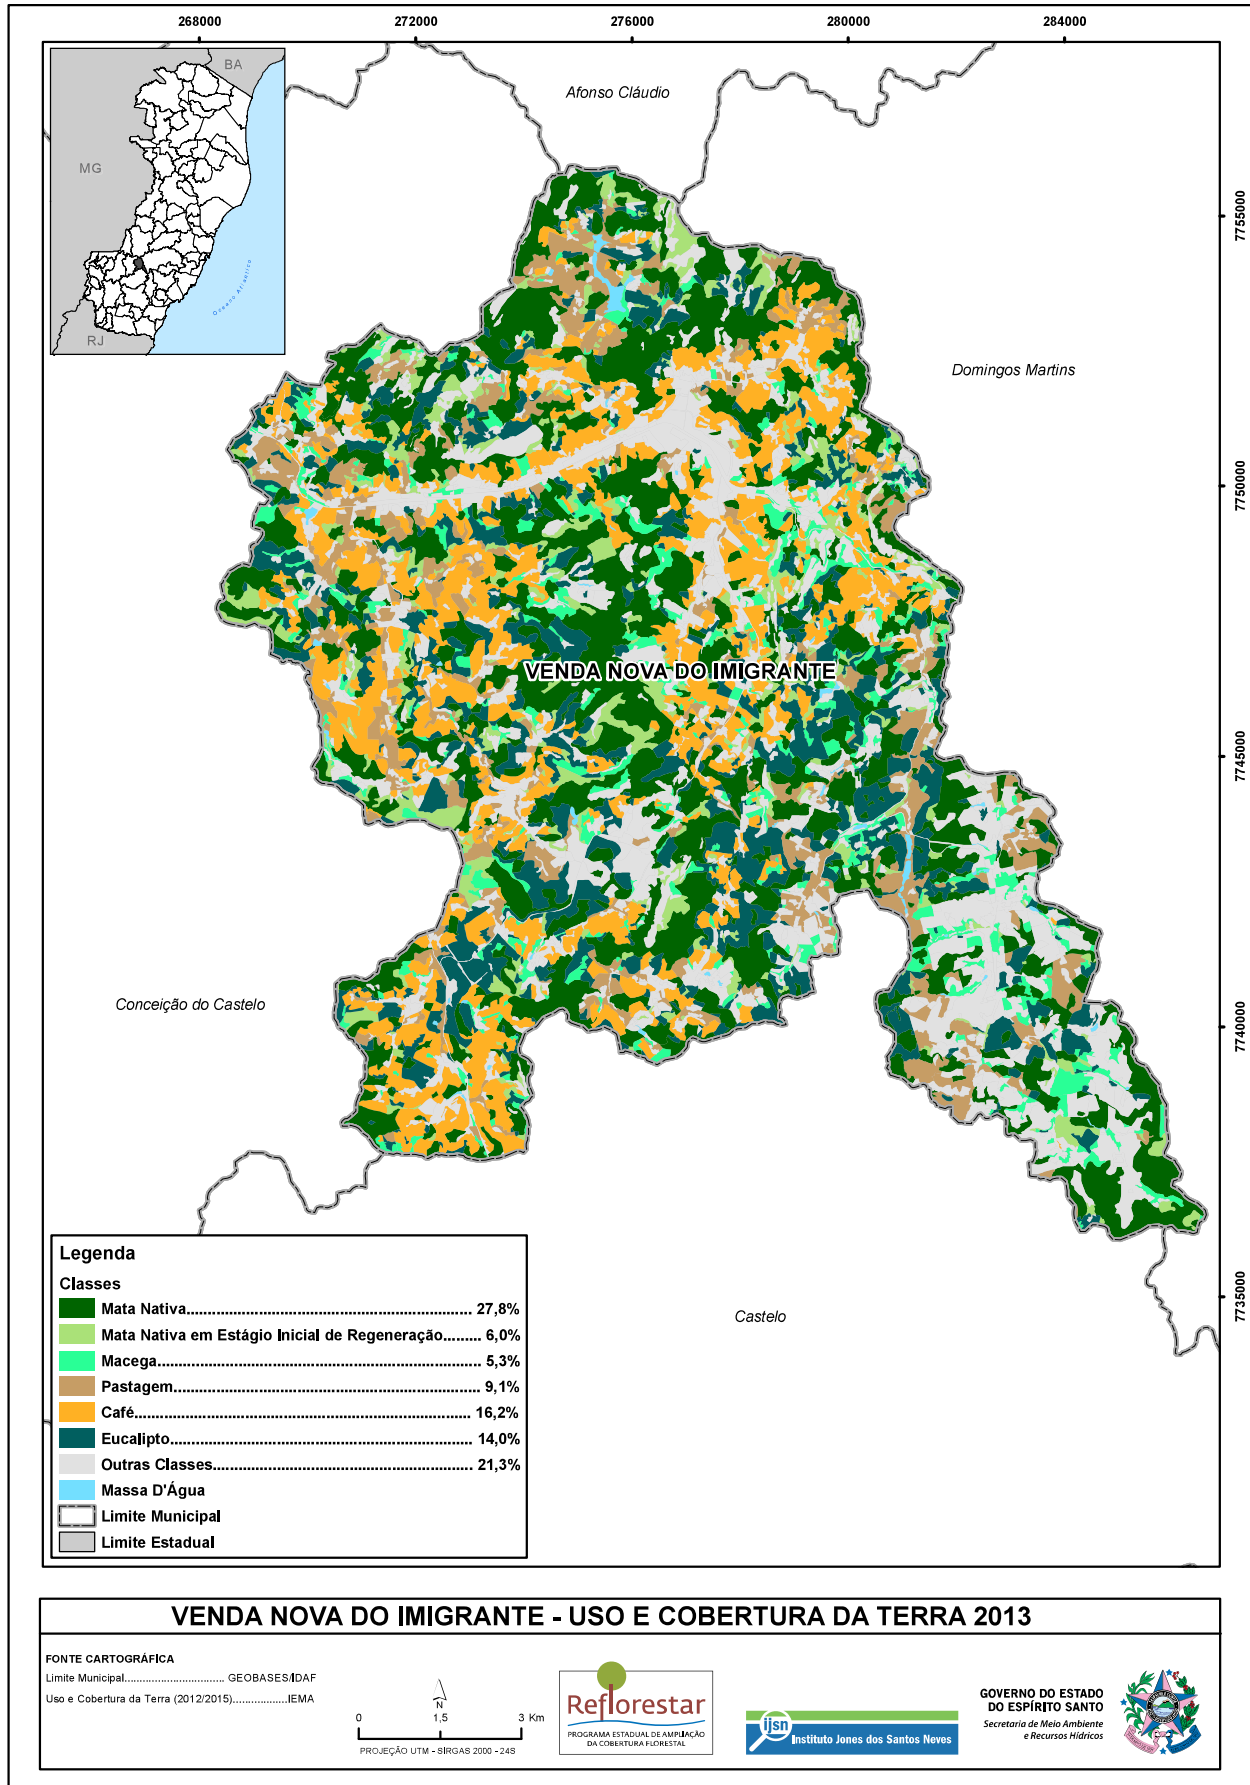 268000 272000 276000 280000 284000
BA
MG
RJ
Oceano Atlântico
Afonso Cláudio
7755000
Domingos Martins
7750000
VENDA NOVA DO IMIGRANTE
7745000
Conceição do Castelo
7740000
Castelo
7735000
Legenda
Classes
Mata Nativa........................................................................ 27,8%
Mata Nativa em Estágio Inicial de Regeneração......... 6,0%
Macega.................................................................................. 5,3%
Pastagem............................................................................. 9,1%
Café.................................................................................... 16,2%
Eucalipto............................................................................ 14,0%
Outras Classes................................................................. 21,3%
Massa D'Água
Limite Municipal
Limite Estadual
VENDA NOVA DO IMIGRANTE - USO E COBERTURA DA TERRA 2013
FONTE CARTOGRÁFICA
Limite Municipal.................................. GEOBASES/IDAF
Uso e Cobertura da Terra (2012/2015)..................IEMA
N
0 1,5 3 Km
PROJEÇÃO UTM - SIRGAS 2000 - 24S
Reflorestar
PROGRAMA ESTADUAL DE AMPLIAÇÃO
DA COBERTURA FLORESTAL
ijsn
Instituto Jones dos Santos Neves
GOVERNO DO ESTADO
DO ESPÍRITO SANTO
Secretaria de Meio Ambiente
e Recursos Hídricos